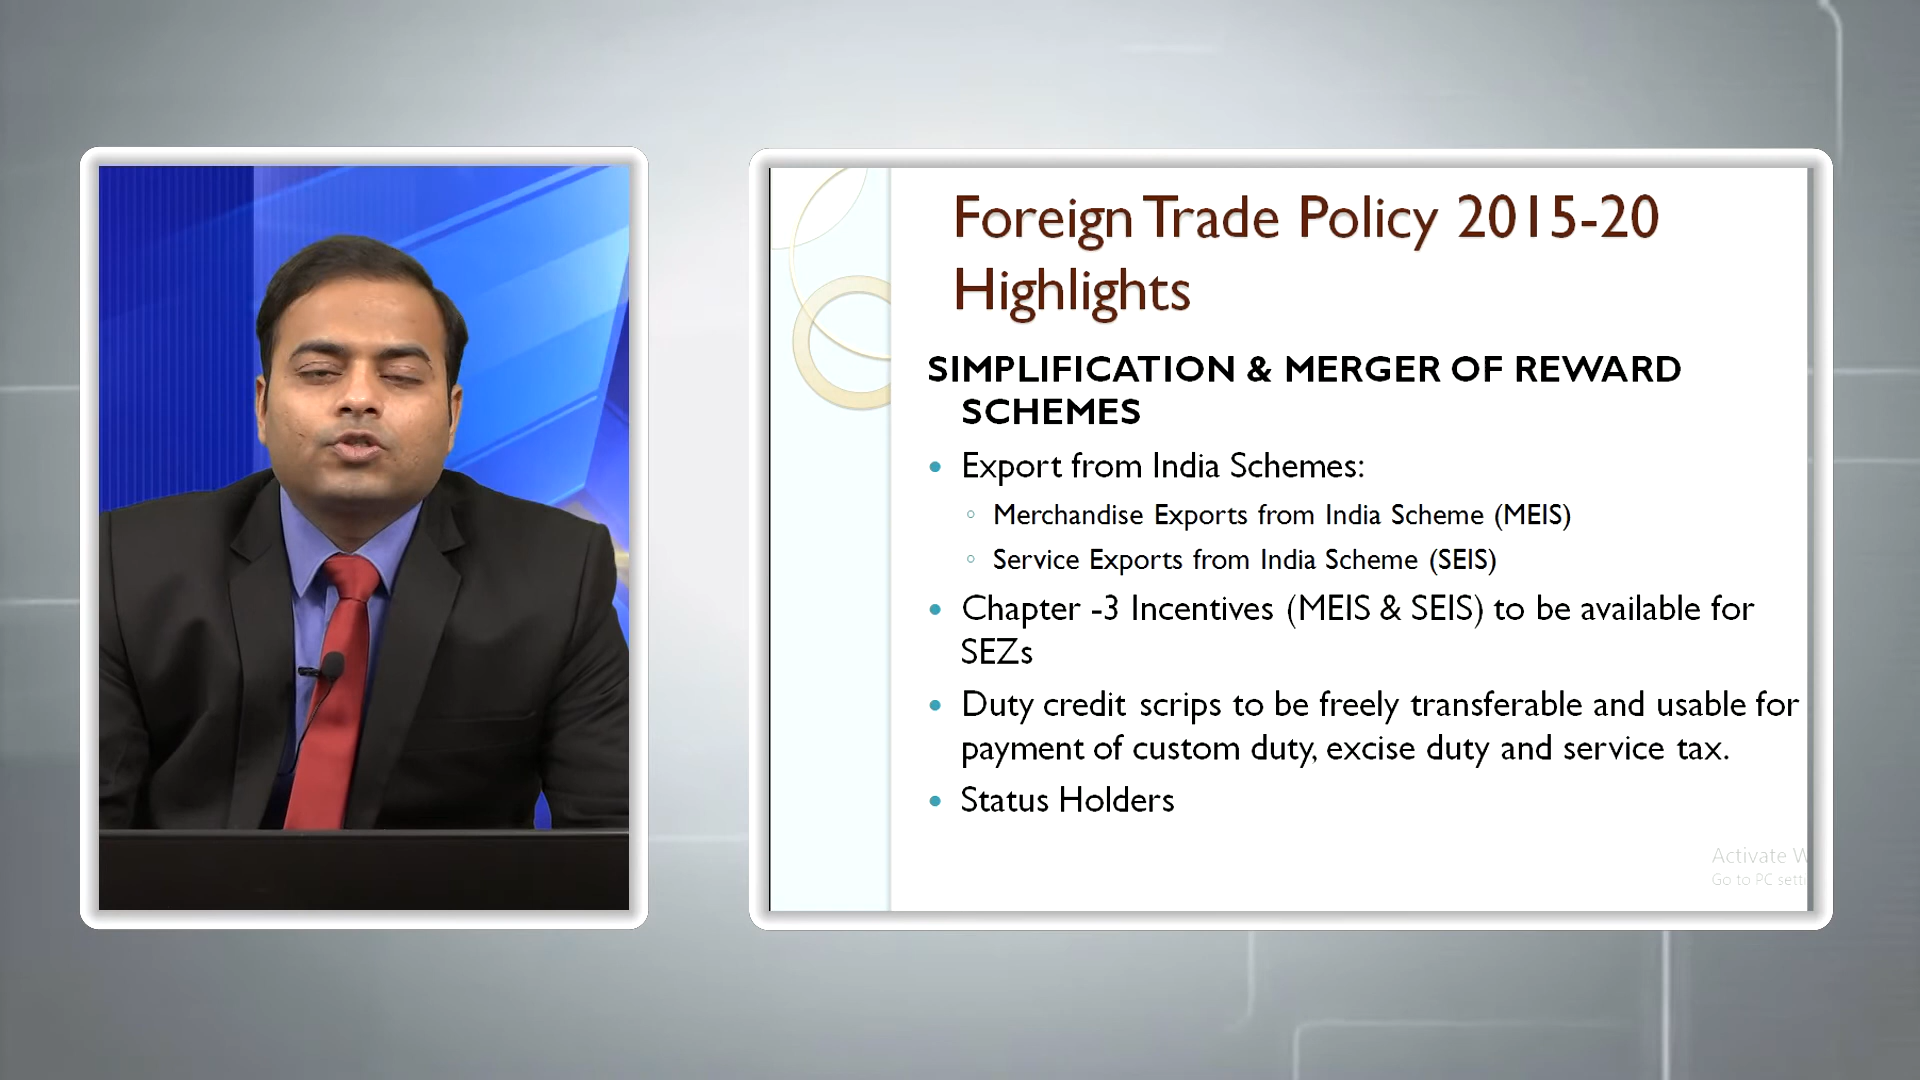 Foreign Trade Policy 2015-20
Highlights
SIMPLIFICATION & MERGER OF REWARD
SCHEMES
• Export from India Schemes:
◦ Merchandise Exports from India Scheme (MEIS)
◦ Service Exports from India Scheme (SEIS)
• Chapter -3 Incentives (MEIS & SEIS) to be available for
SEZs
• Duty credit scrips to be freely transferable and usable for
payment of custom duty, excise duty and service tax.
• Status Holders
Activate W
Go to PC sett